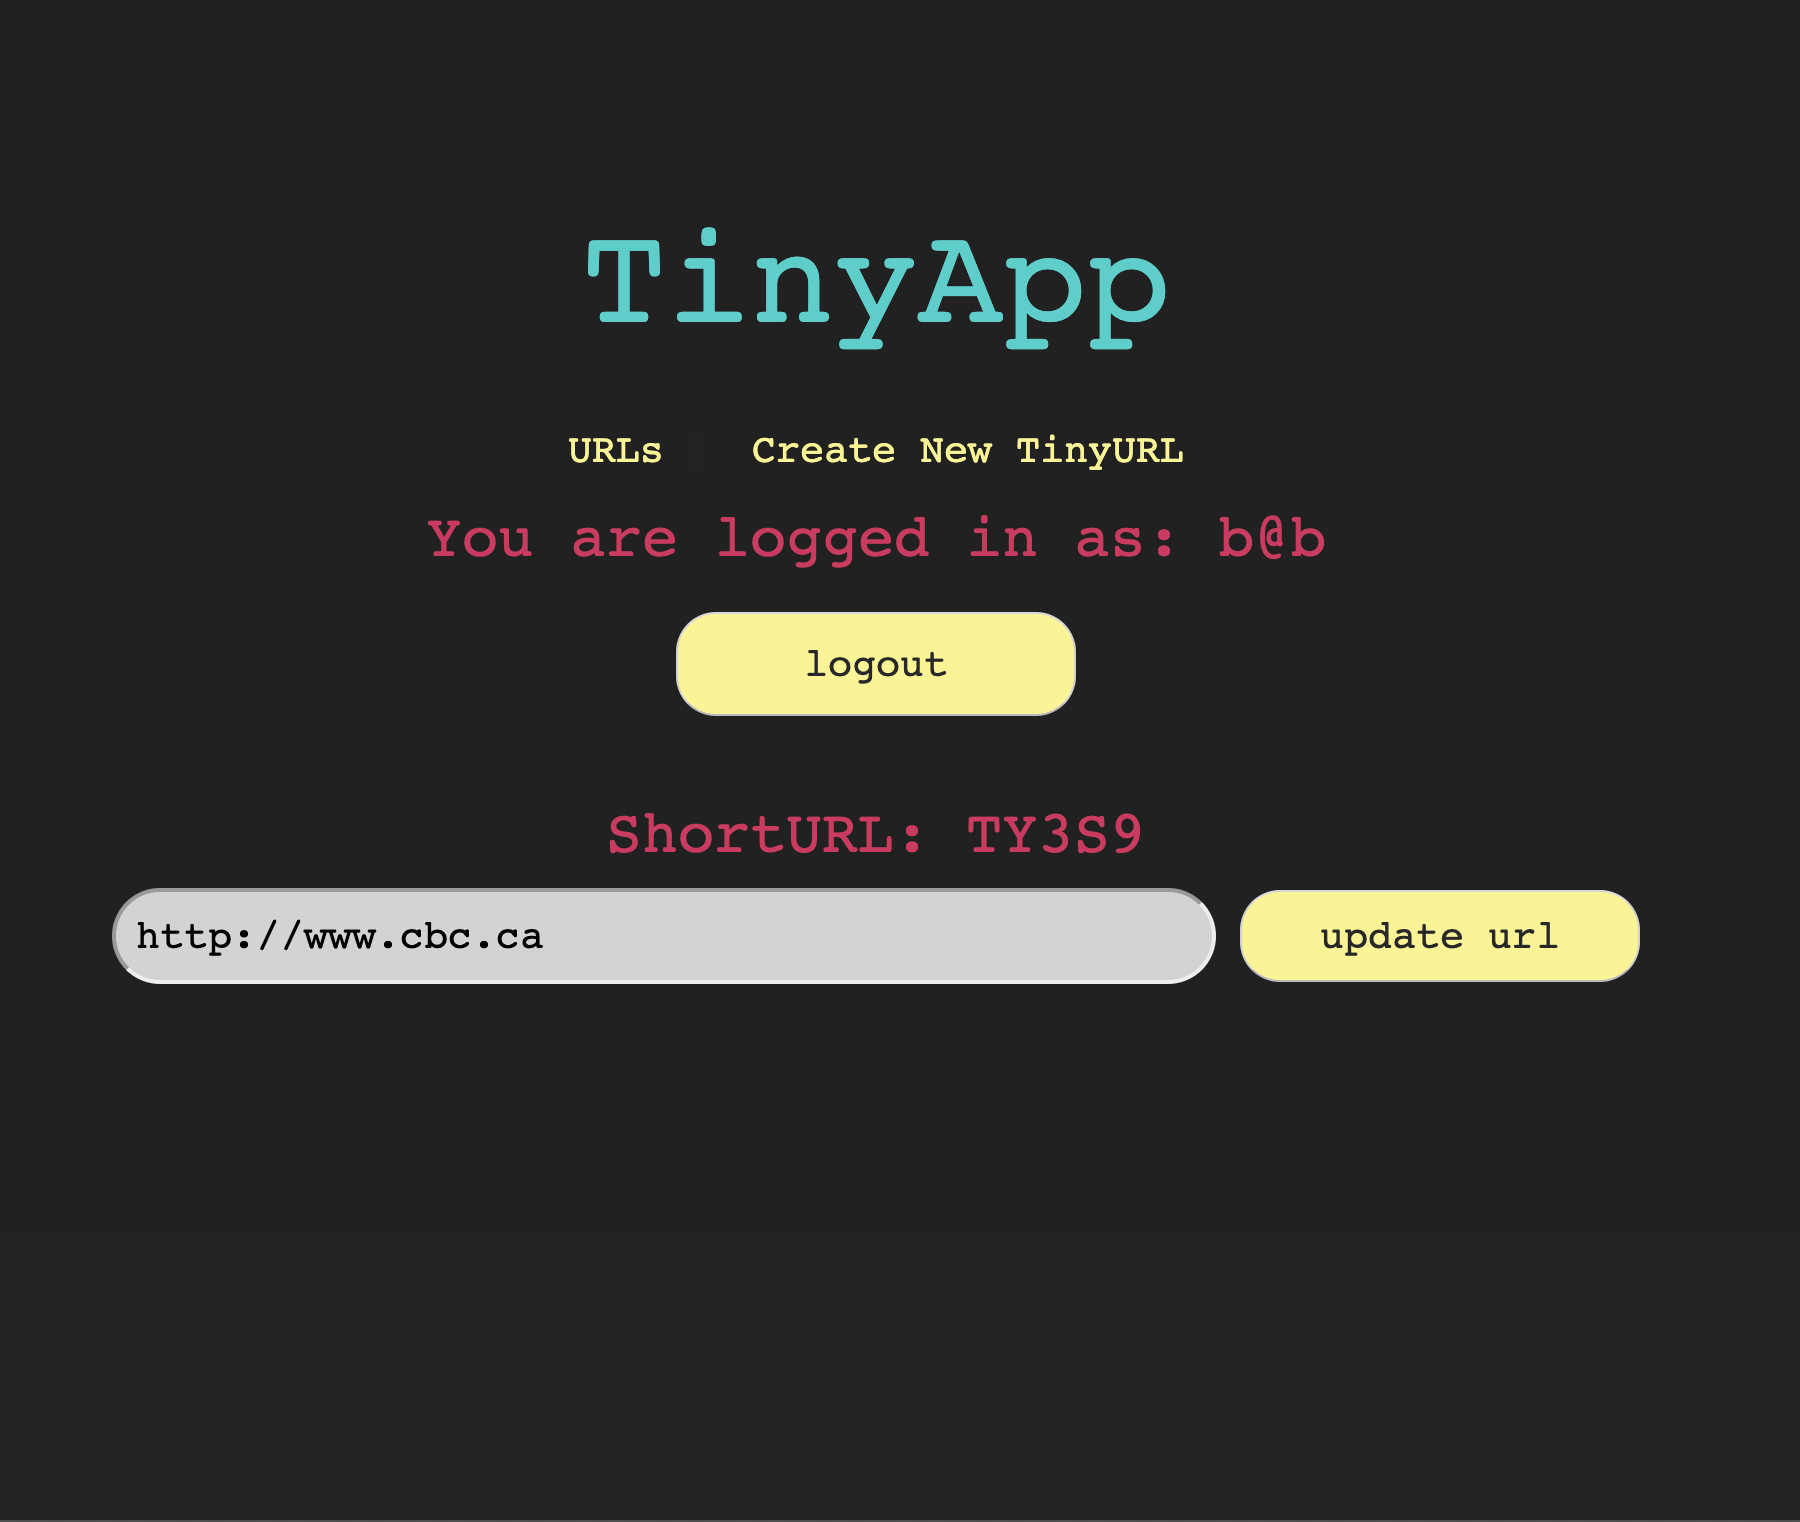 TinyApp
URLs Create New TinyURL
You are logged in as: b@b
logout
ShortURL: TY3S9
http://www.cbc.ca update url